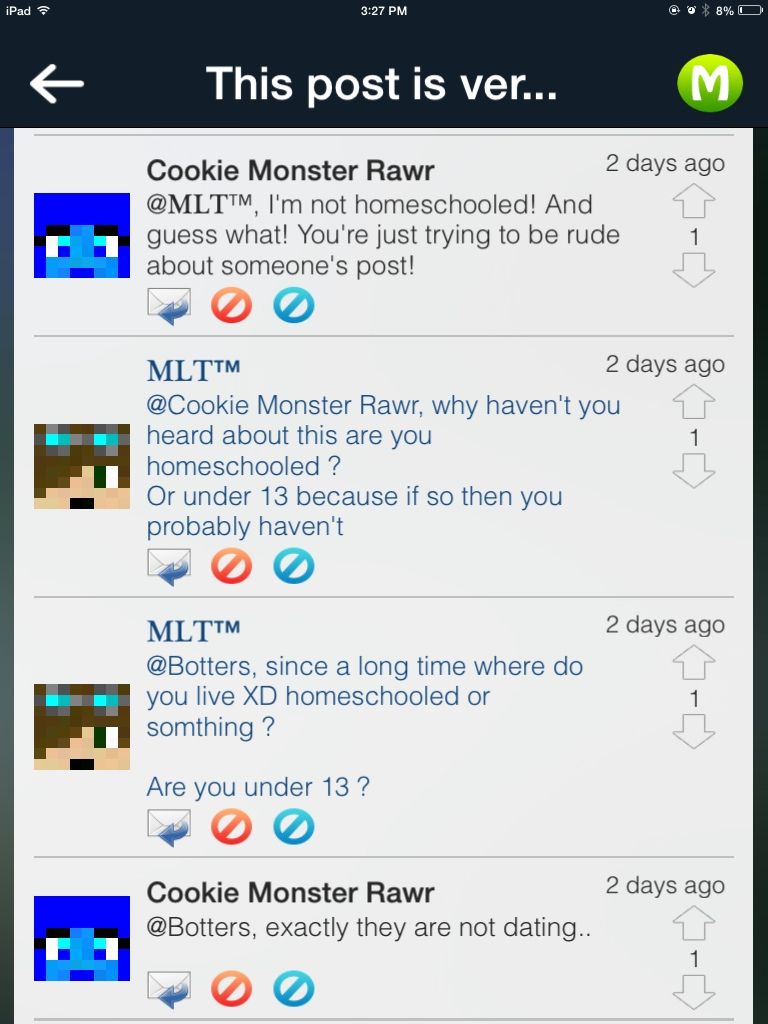 iPad 3:27 PM 8%
This post is ver... M
Cookie Monster Rawr 2 days ago
@MLT™, I'm not homeschooled! And
guess what! You're just trying to be rude
about someone's post!
1
MLT™ 2 days ago
@Cookie Monster Rawr, why haven't you
heard about this are you
homeschooled ?
Or under 13 because if so then you
probably haven't
1
MLT™ 2 days ago
@Botters, since a long time where do
you live XD homeschooled or
somthing ?
Are you under 13 ?
1
Cookie Monster Rawr 2 days ago
@Botters, exactly they are not dating..
1